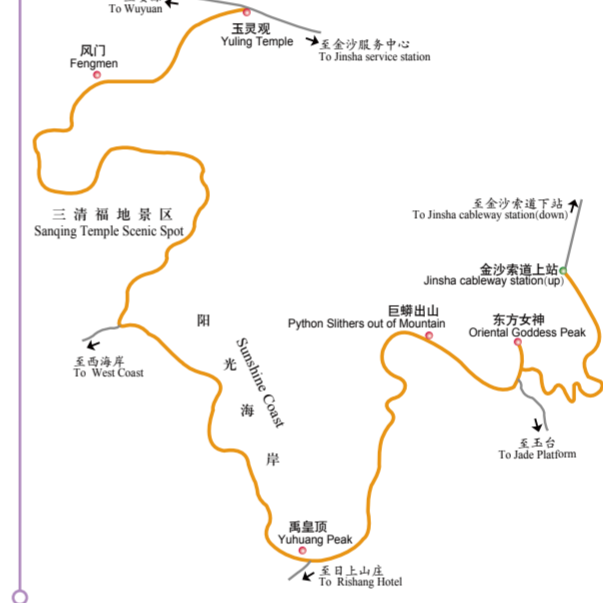 To Wuyuan
玉灵观
Yuling Temple
至金沙服务中心
To Jinsha service station
风门
Fengmen
三清福地景区
Sanqing Temple Scenic Spot
至金沙索道下站
To Jinsha cableway station(down)
金沙索道上站
Jinsha cableway station(up)
巨蟒出山
Python Slithers out of Mountain
东方女神
Oriental Goddess Peak
阳
光
海
岸
Sunshine Coast
至西海岸
To West Coast
至玉台
To Jade Platform
禹皇顶
Yuhuang Peak
至日上山庄
To Rishang Hotel